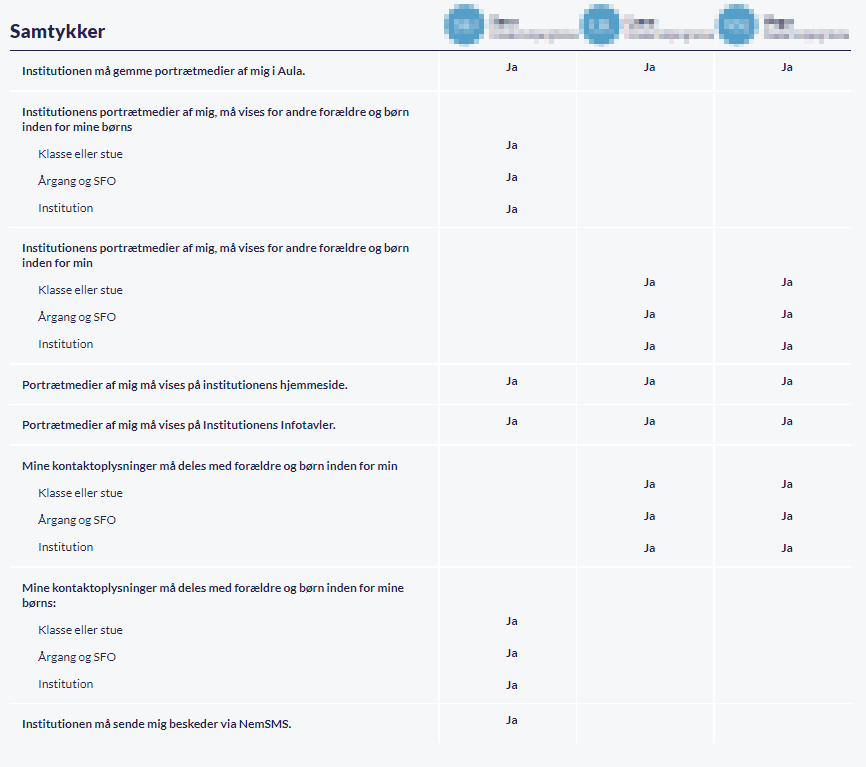 Samtykker
Institutionen må gemme portrætmedier af mig i Aula. Ja Ja Ja
Institutionens portrætmedier af mig, må vises for andre forældre og børn
inden for mine børns
Klasse eller stue Ja
Årgang og SFO Ja
Institution Ja
Institutionens portrætmedier af mig, må vises for andre forældre og børn
inden for min
Klasse eller stue Ja Ja
Årgang og SFO Ja Ja
Institution Ja Ja
Portrætmedier af mig må vises på institutionens hjemmeside. Ja Ja Ja
Portrætmedier af mig må vises på Institutionens Infotavler. Ja Ja Ja
Mine kontaktoplysninger må deles med forældre og børn inden for min
Klasse eller stue Ja Ja
Årgang og SFO Ja Ja
Institution Ja Ja
Mine kontaktoplysninger må deles med forældre og børn inden for mine
børns:
Klasse eller stue Ja
Årgang og SFO Ja
Institution Ja
Institutionen må sende mig beskeder via NemSMS. Ja